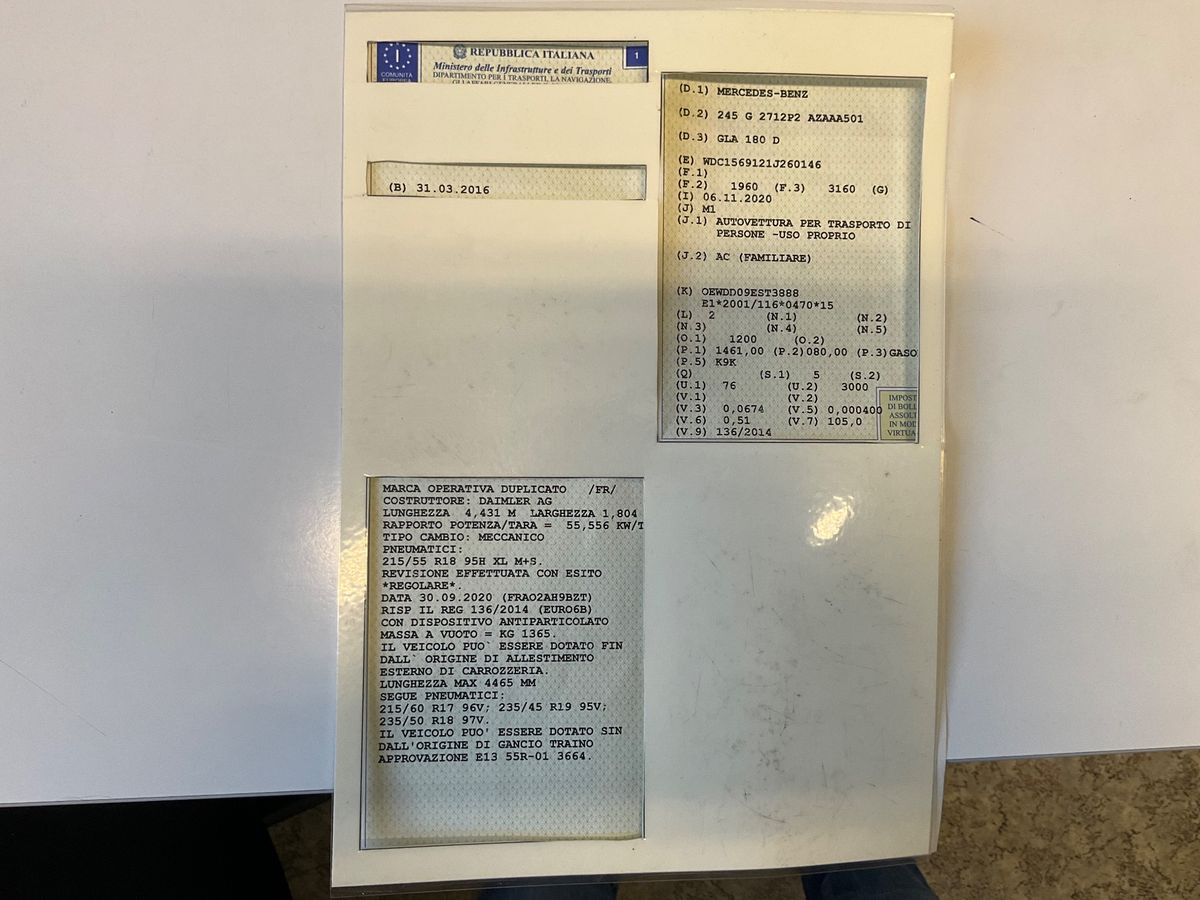 I
COMUNITÀ
EUROPEA
REPUBBLICA ITALIANA
1
Ministero delle Infrastrutture e dei Trasporti
DIPARTIMENTO PER I TRASPORTI, LA NAVIGAZIONE,
(B) 31.03.2016
(D.1) MERCEDES-BENZ
(D.2) 245 G 2712P2 AZAAA501
(D.3) GLA 180 D
(E) WDC1569121J260146
(F.1)
(F.2) 1960 (F.3) 3160 (G)
(I) 06.11.2020
(J) M1
(J.1) AUTOVETTURA PER TRASPORTO DI
PERSONE -USO PROPRIO
(J.2) AC (FAMILIARE)
(K) OEWDD09EST3888
E1*2001/116*0470*15
(L) 2 (N.1) (N.2)
(N.3) (N.4) (N.5)
(O.1) 1200 (O.2)
(P.1) 1461,00 (P.2)080,00 (P.3)GASO
(P.5) K9K
(Q) (S.1) 5 (S.2)
(U.1) 76 (U.2) 3000
(V.1) (V.2)
(V.3) 0,0674 (V.5) 0,000400
(V.6) 0,51 (V.7) 105,0
(V.9) 136/2014
IMPOST
DI BOLL
ASSOLT
IN MOD
VIRTUA
MARCA OPERATIVA DUPLICATO /FR/
COSTRUTTORE: DAIMLER AG
LUNGHEZZA 4,431 M LARGHEZZA 1,804
RAPPORTO POTENZA/TARA = 55,556 KW/T
TIPO CAMBIO: MECCANICO
PNEUMATICI:
215/55 R18 95H XL M+S.
REVISIONE EFFETTUATA CON ESITO
*REGOLARE*.
DATA 30.09.2020 (FRA02AH9BZT)
RISP IL REG 136/2014 (EURO6B)
CON DISPOSITIVO ANTIPARTICOLATO
MASSA A VUOTO = KG 1365.
IL VEICOLO PUO` ESSERE DOTATO FIN
DALL` ORIGINE DI ALLESTIMENTO
ESTERNO DI CARROZZERIA.
LUNGHEZZA MAX 4465 MM
SEGUE PNEUMATICI:
215/60 R17 96V; 235/45 R19 95V;
235/50 R18 97V.
IL VEICOLO PUO' ESSERE DOTATO SIN
DALL'ORIGINE DI GANCIO TRAINO
APPROVAZIONE E13 55R-01 3664.